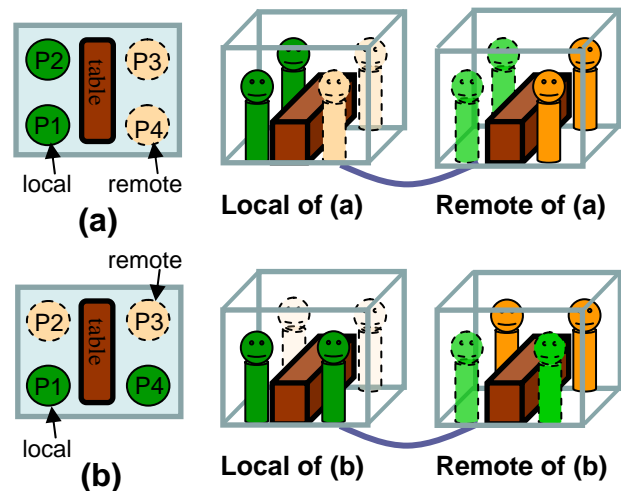 P2
table
P3
P1
P4
local
remote
(a)
Local of (a)
Remote of (a)
remote
P2
table
P3
P1
P4
local
(b)
Local of (b)
Remote of (b)